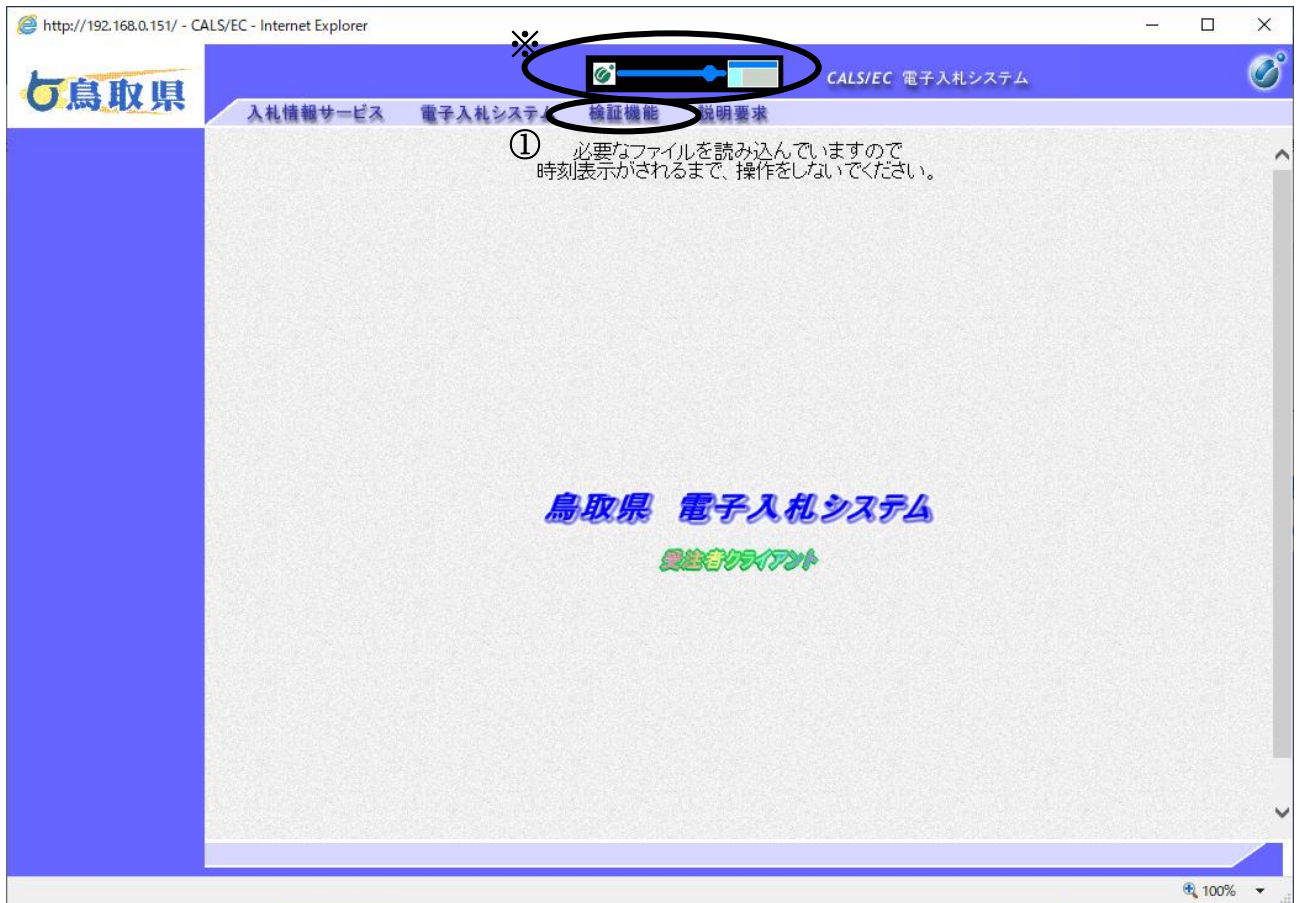 http://192.168.0.151/ - CALS/EC - Internet Explorer
※
鳥取県
CALS/EC 電子入札システム
入札情報サービス 電子入札システム 検証機能 説明要求
①
必要なファイルを読み込んでいますので
時刻表示がされるまで、操作をしないでください。
鳥取県 電子入札システム
受注者クライアント
100%